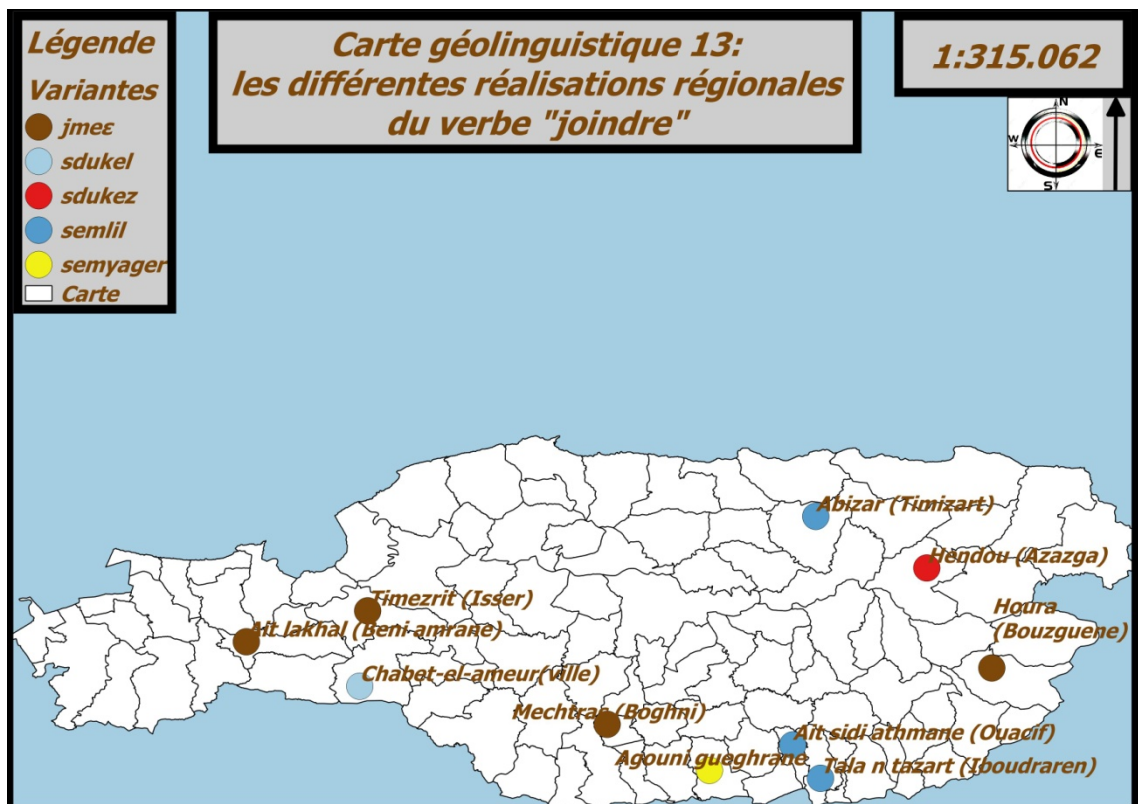 Légende
Variantes
jmeɛ
sdukel
sdukez
semlil
semyager
Carte
Carte géolinguistique 13:
les différentes réalisations régionales
du verbe "joindre"
1:315.062
N
W
E
S
Abizar (Timizart)
Hendou (Azazga)
Timezrit (Isser)
Houra
(Bouzguene)
Ait lakhal (Beni amrane)
Chabet-el-ameur(ville)
Mechtras (Boghni)
Ait sidi athmane (Ouacif)
Agouni gueghrane
Tala n tazart (Iboudraren)